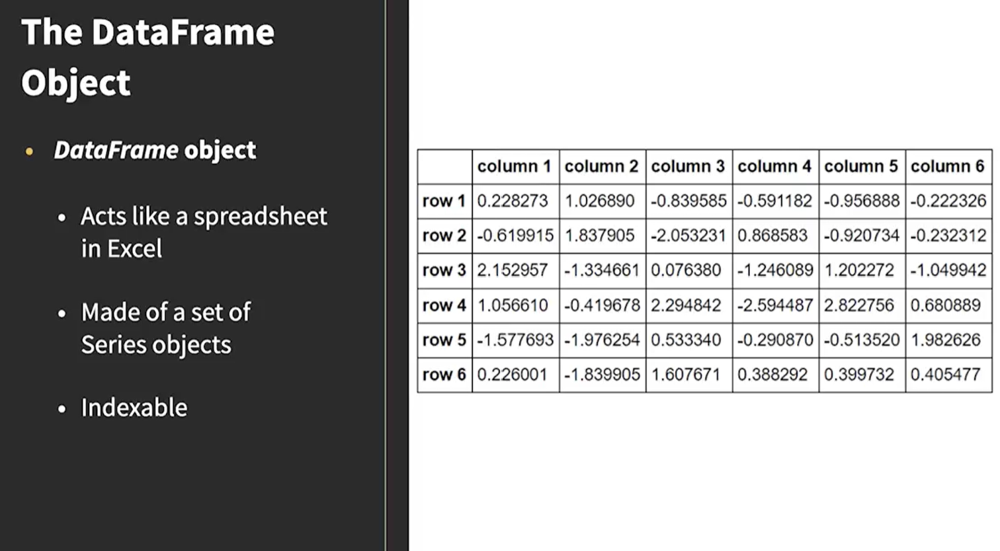 The DataFrame
Object
DataFrame object
Acts like a spreadsheet
in Excel
Made of a set of
Series objects
Indexable
column 1 column 2 column 3 column 4 column 5 column 6
row 1 0.228273 1.026890 -0.839585 -0.591182 -0.956888 -0.222326
row 2 -0.619915 1.837905 -2.053231 0.868583 -0.920734 -0.232312
row 3 2.152957 -1.334661 0.076380 -1.246089 1.202272 -1.049942
row 4 1.056610 -0.419678 2.294842 -2.594487 2.822756 0.680889
row 5 -1.577693 -1.976254 0.533340 -0.290870 -0.513520 1.982626
row 6 0.226001 -1.839905 1.607671 0.388292 0.399732 0.405477